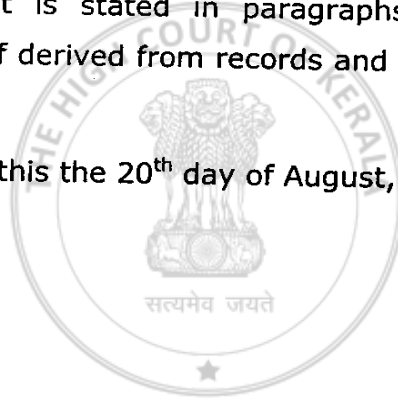 t is stated in paragraphs
f derived from records and
this the 20th day of August,
THE HIGH COURT OF KERALA
सत्यमेव जयते